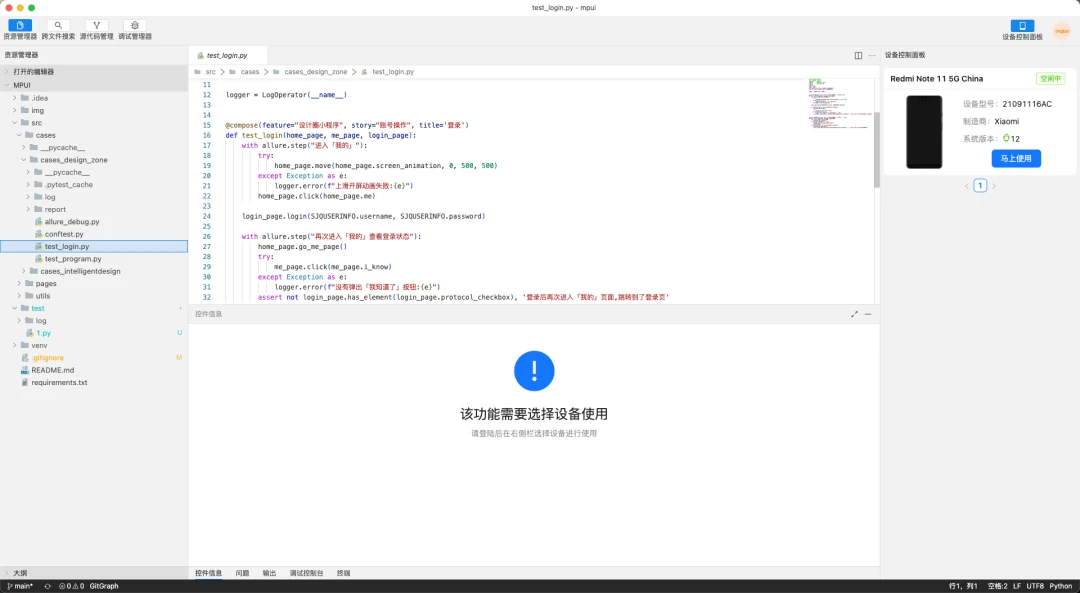 test_login.py - mpui
资源管理器 跨文件搜索 源代码管理 调试管理器
设备控制面板
资源管理器
打开的编辑器
MPUI
.idea
img
src
cases
__pycache__
cases_design_zone
__pycache__
.pytest_cache
log
report
allure_debug.py
conftest.py
test_login.py
test_program.py
cases_intelligentdesign
pages
utils
test
log
1.py U
venv
.gitignore M
README.md
requirements.txt
大纲
test_login.py
src > cases > cases_design_zone > test_login.py
11
12 logger = LogOperator(__name__)
13
14
15 @compose(feature="设计圈小程序", story="账号操作", title='登录')
16 def test_login(home_page, me_page, login_page):
17 with allure.step("进入「我的」"):
18 try:
19 home_page.move(home_page.screen_animation, 0, 500, 500)
20 except Exception as e:
21 logger.error(f"上滑开屏动画失败:{e}")
22 home_page.click(home_page.me)
23
24 login_page.login(SJQUSERINFO.username, SJQUSERINFO.password)
25
26 with allure.step("再次进入「我的」查看登录状态"):
27 home_page.go_me_page()
28 try:
29 me_page.click(me_page.i_know)
30 except Exception as e:
31 logger.error(f"没有弹出「我知道了」按钮:{e}")
32 assert not login_page.has_element(login_page.protocol_checkbox), '登录后再次进入「我的」页面,跳转到了登录页'
控件信息
!
该功能需要选择设备使用
请登陆后在右侧栏选择设备进行使用
控件信息 问题 输出 调试控制台 终端
设备控制面板
Redmi Note 11 5G China 空闲中
设备型号: 21091116AC
制造商: Xiaomi
系统版本: 12
马上使用
< 1 >
main* 0 0 GitGraph
行1, 列1 空格:2 LF UTF8 Python